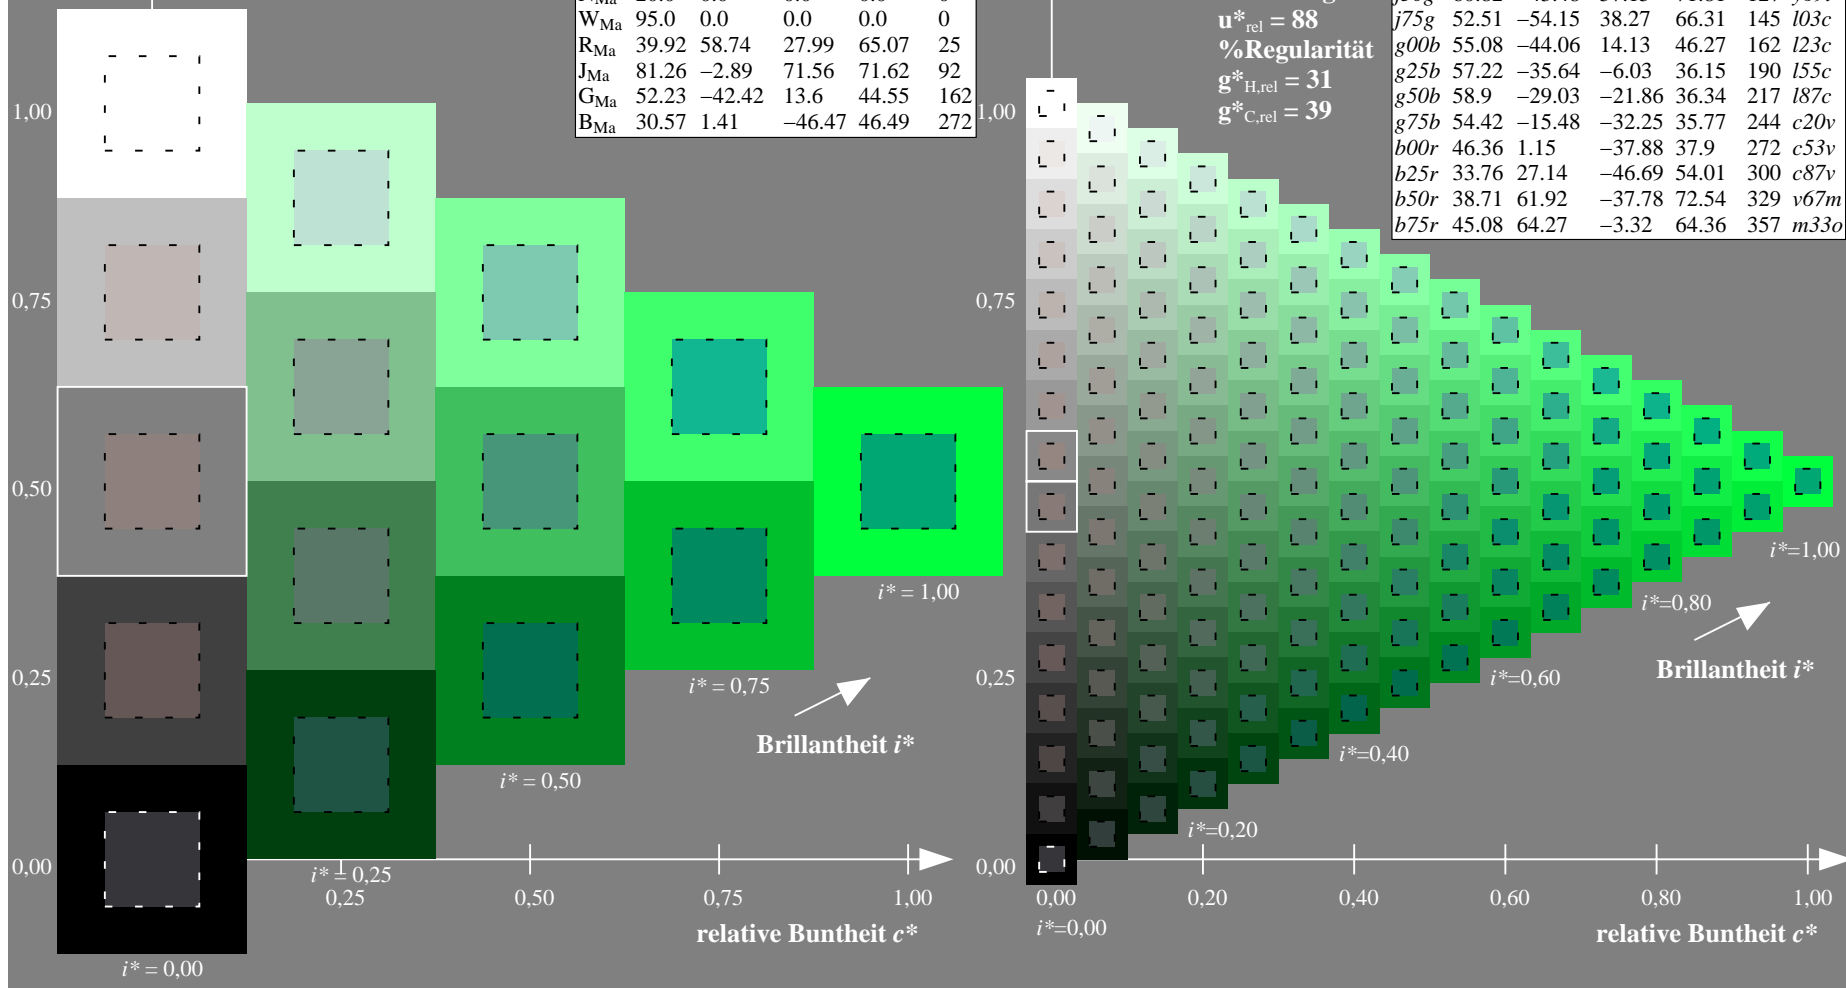 W_Ma 95.0 0.0 0.0 0.0 0
R_Ma 39.92 58.74 27.99 65.07 25
J_Ma 81.26 −2.89 71.56 71.62 92
G_Ma 52.23 −42.42 13.6 44.55 162
B_Ma 30.57 1.41 −46.47 46.49 272
u*_rel = 88
%Regularität
g*_H,rel = 31
g*_C,rel = 39
j75g 52.51 −54.15 38.27 66.31 145 l03c
g00b 55.08 −44.06 14.13 46.27 162 l23c
g25b 57.22 −35.64 −6.03 36.15 190 l55c
g50b 58.9 −29.03 −21.86 36.34 217 l87c
g75b 54.42 −15.48 −32.25 35.77 244 c20v
b00r 46.36 1.15 −37.88 37.9 272 c53v
b25r 33.76 27.14 −46.69 54.01 300 c87v
b50r 38.71 61.92 −37.78 72.54 329 v67m
b75r 45.08 64.27 −3.32 64.36 357 m33o
1,00
0,75
0,50
0,25
0,00
i* = 1,00
i* = 0,75
Brillantheit i*
i* = 0,50
i* = 0,25
0,25 0,50 0,75 1,00
relative Buntheit c*
i* = 0,00
1,00
0,75
0,50
0,25
0,00
i*=1,00
i*=0,80
Brillantheit i*
i*=0,60
i*=0,40
i*=0,20
0,00 0,20 0,40 0,60 0,80 1,00
i*=0,00
relative Buntheit c*